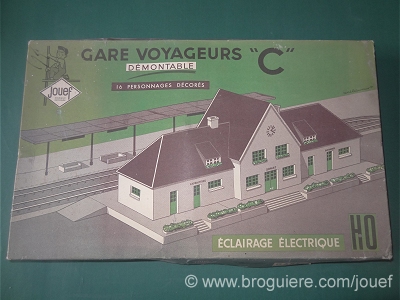 GARE VOYAGEURS "C"
DÉMONTABLE
16 PERSONNAGES DÉCORÉS
Jouef
ÉCLAIRAGE ÉLECTRIQUE
HO
© www.broguiere.com/jouef